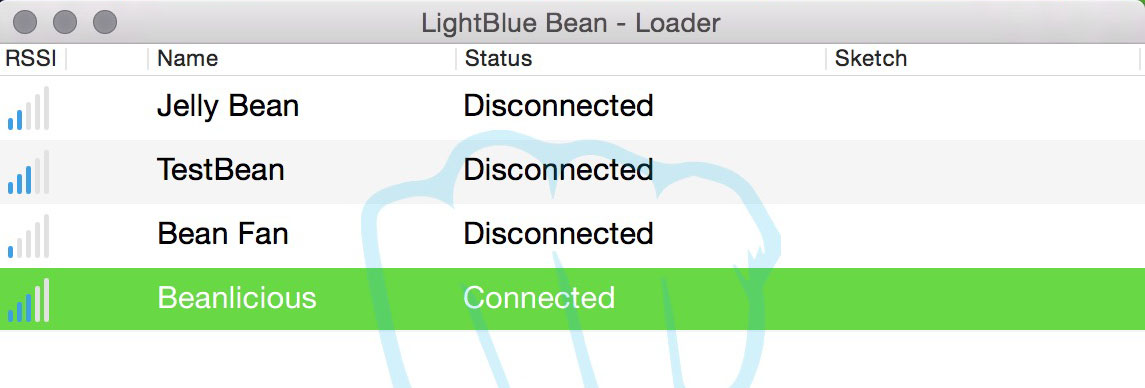 LightBlue Bean - Loader
RSSI Name Status Sketch
Jelly Bean Disconnected
TestBean Disconnected
Bean Fan Disconnected
Beanlicious Connected